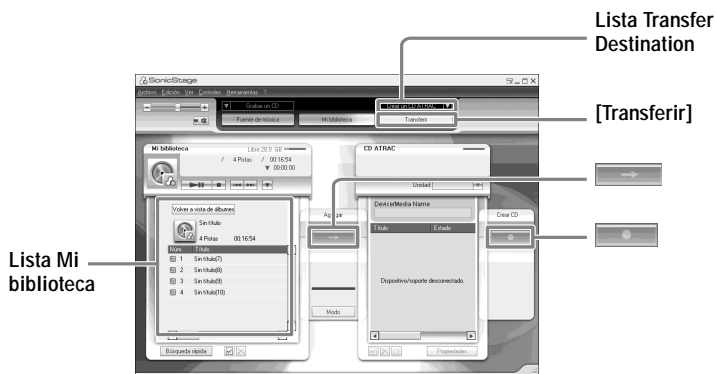 Lista Transfer
Destination
SonicStage
Archivo Edición Ver Controles Herramientas ?
Grabar un CD
Crear un CD ATRAC
Fuente de música
Mi biblioteca
Transferir
[Transferir]
Mi biblioteca
Libre 28.9 GB
/ 4 Pistas / 00:16:54
00:00:00
CD ATRAC
Unidad:
Volver a vista de álbumes
Sin título
4 Pistas 00:16:54
Núm. Título
1 Sin título(7)
2 Sin título(8)
3 Sin título(9)
4 Sin título(10)
Agregar
Modo
Device/Media Name
Título Estado
Dispositivo/soporte desconectado.
Crear CD
Lista Mi
biblioteca
Búsqueda rápida
Propiedades